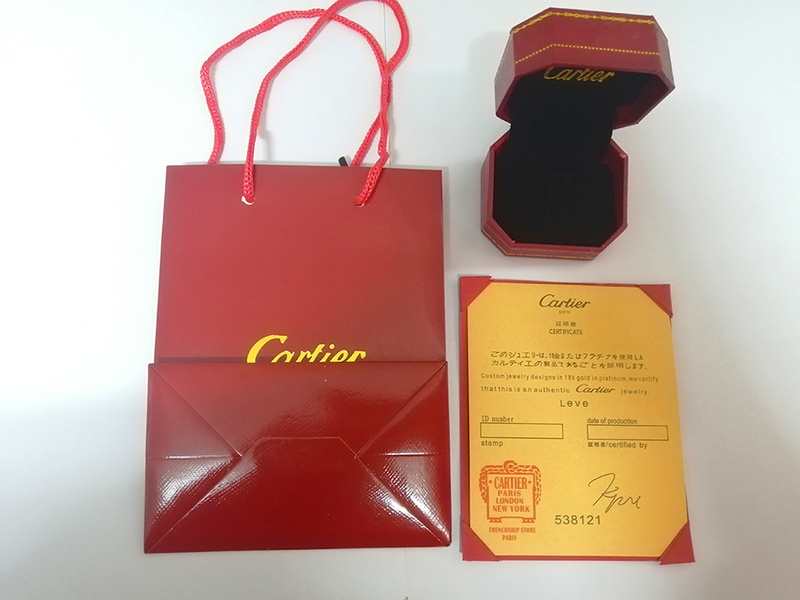 Cartier
Cartier
Cartier
PARIS
証明書
CERTIFICATE
このジュエリーは、18金またはプラチナを使用しL
カルティエの製品であることを証明します。
Custom jewelry designs in 18k gold in platinum, we certify
that this is an authentic Cartier jewelry.
Leve
ID number
date of production
stamp
証明者/certified by
CARTIER
PARIS
LONDON
NEW YORK
FRENCHSHIP STORE
PARIS
538121